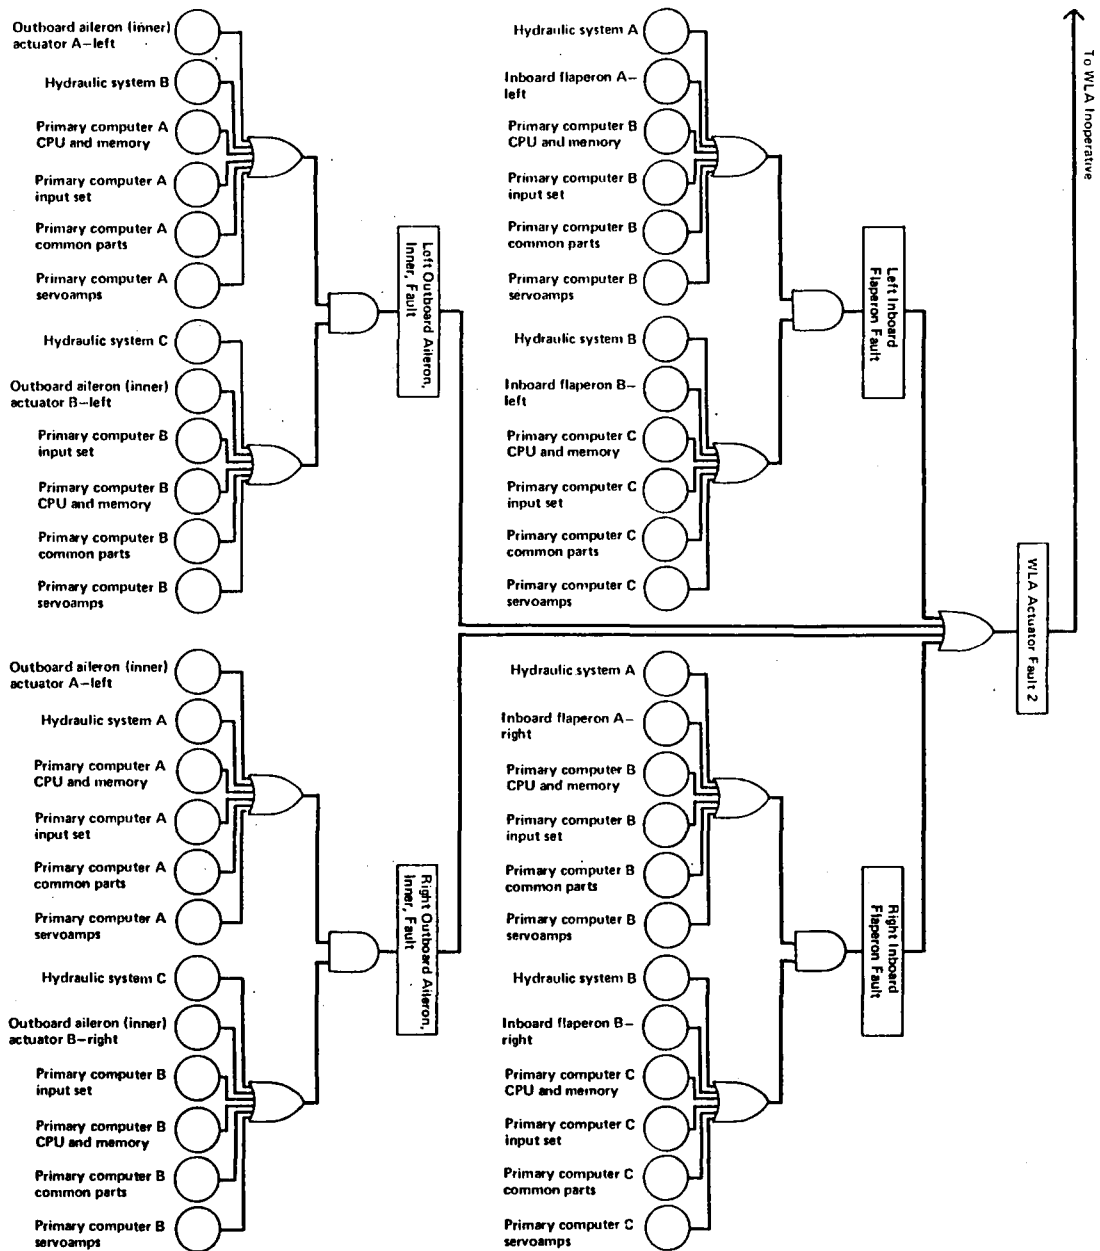 Outboard aileron (inner)
actuator A–left
Hydraulic system B
Primary computer A
CPU and memory
Primary computer A
input set
Primary computer A
common parts
Primary computer A
servoamps
Hydraulic system C
Outboard aileron (inner)
actuator B–left
Primary computer B
input set
Primary computer B
CPU and memory
Primary computer B
common parts
Primary computer B
servoamps
Left Outboard Aileron,
Inner, Fault
Outboard aileron (inner)
actuator A–left
Hydraulic system A
Primary computer A
CPU and memory
Primary computer A
input set
Primary computer A
common parts
Primary computer A
servoamps
Hydraulic system C
Outboard aileron (inner)
actuator B–right
Primary computer B
input set
Primary computer B
CPU and memory
Primary computer B
common parts
Primary computer B
servoamps
Right Outboard Aileron,
Inner, Fault
Hydraulic system A
Inboard flaperon A–
left
Primary computer B
CPU and memory
Primary computer B
input set
Primary computer B
common parts
Primary computer B
servoamps
Hydraulic system B
Inboard flaperon B–
left
Primary computer C
CPU and memory
Primary computer C
input set
Primary computer C
common parts
Primary computer C
servoamps
Left Inboard
Flaperon Fault
Hydraulic system A
Inboard flaperon A–
right
Primary computer B
CPU and memory
Primary computer B
input set
Primary computer B
common parts
Primary computer B
servoamps
Hydraulic system B
Inboard flaperon B–
right
Primary computer C
CPU and memory
Primary computer C
input set
Primary computer C
common parts
Primary computer C
servoamps
Right Inboard
Flaperon Fault
WLA Actuator Fault 2
To WLA Inoperative